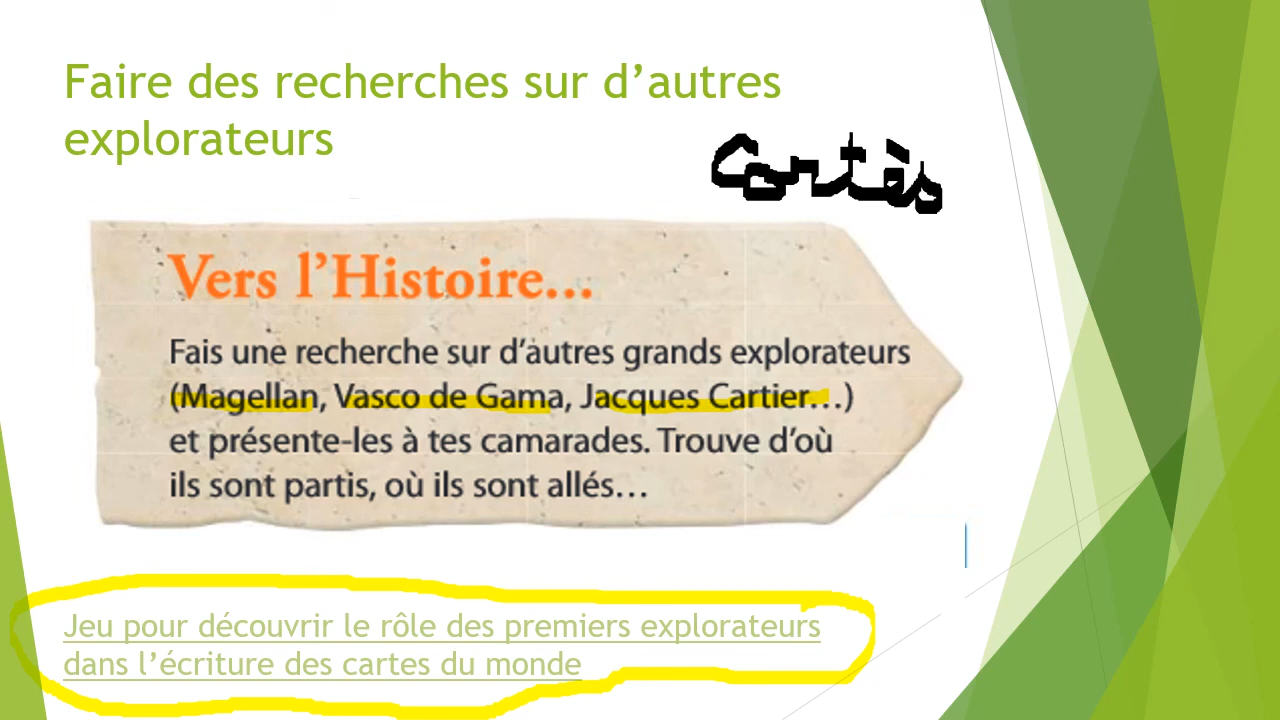 Faire des recherches sur d’autres
explorateurs
Cortès
Vers l’Histoire...
Fais une recherche sur d’autres grands explorateurs
(Magellan, Vasco de Gama, Jacques Cartier…)
et présente-les à tes camarades. Trouve d’où
ils sont partis, où ils sont allés…
Jeu pour découvrir le rôle des premiers explorateurs
dans l’écriture des cartes du monde